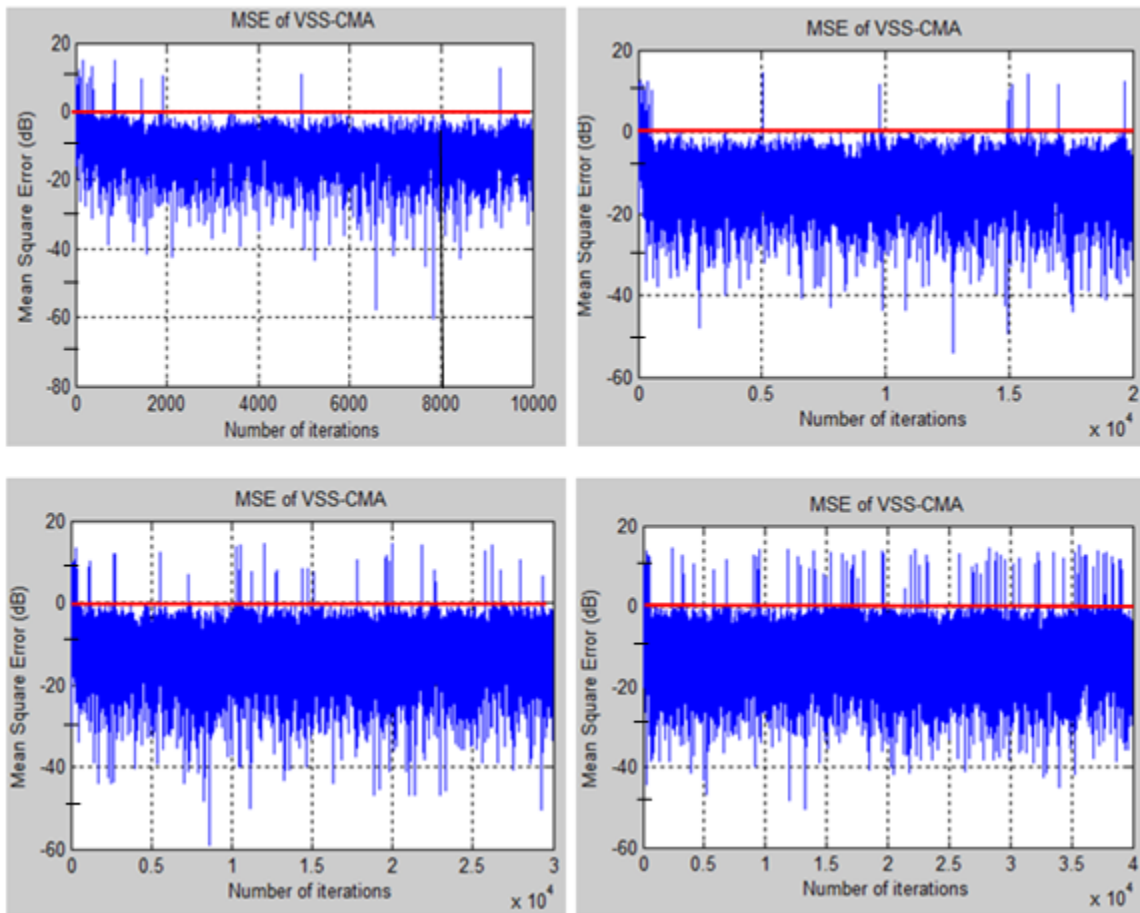 MSE of VSS-CMA
20
0
-20
-40
-60
-80
Mean Square Error (dB)
0 2000 4000 6000 8000 10000
Number of iterations
MSE of VSS-CMA
20
0
-20
-40
-60
Mean Square Error (dB)
0 0.5 1 1.5 2
Number of iterations
x 10^4
MSE of VSS-CMA
20
0
-20
-40
-60
Mean Square Error (dB)
0 0.5 1 1.5 2 2.5 3
Number of iterations
x 10^4
MSE of VSS-CMA
20
0
-20
-40
-60
Mean Square Error (dB)
0 0.5 1 1.5 2 2.5 3 3.5 4
Number of iterations
x 10^4